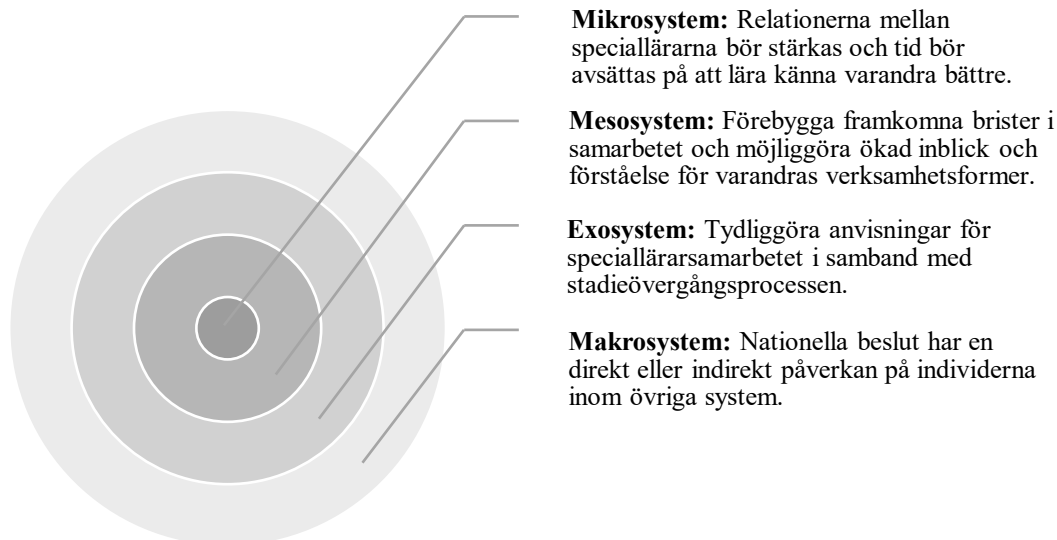 Mikrosystem: Relationerna mellan
speciallärarna bör stärkas och tid bör
avsättas på att lära känna varandra bättre.
Mesosystem: Förebygga framkomna brister i
samarbetet och möjliggöra ökad inblick och
förståelse för varandras verksamhetsformer.
Exosystem: Tydliggöra anvisningar för
speciallärarsamarbetet i samband med
stadieövergångsprocessen.
Makrosystem: Nationella beslut har en
direkt eller indirekt påverkan på individerna
inom övriga system.